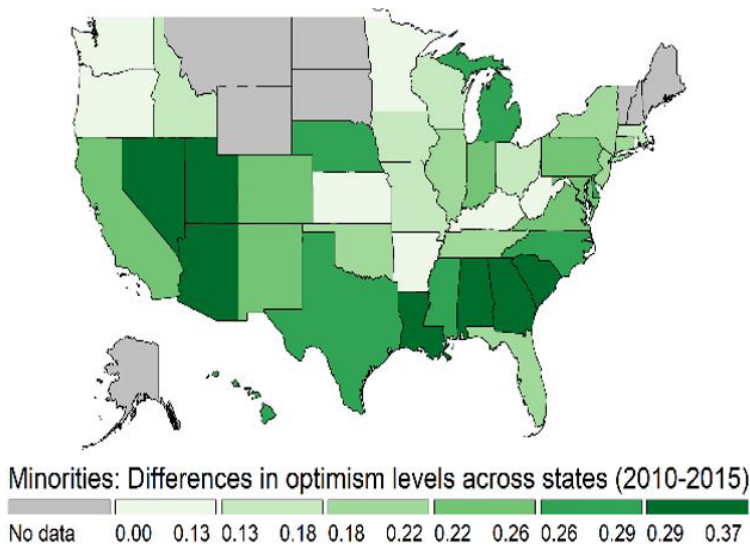 Minorities: Differences in optimism levels across states (2010-2015)
No data 0.00 0.13 0.13 0.18 0.18 0.22 0.22 0.26 0.26 0.29 0.29 0.37